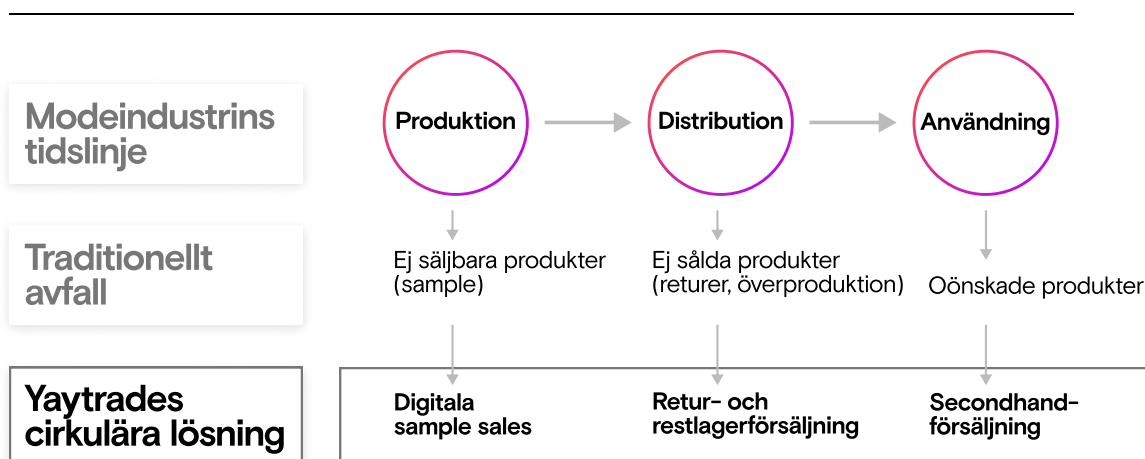 Modeindustrins
tidslinje
Produktion
Distribution
Användning
Traditionellt
avfall
Ej säljbara produkter
(sample)
Ej sålda produkter
(returer, överproduktion)
Oönskade produkter
Yaytrades
cirkulära lösning
Digitala
sample sales
Retur- och
restlagerförsäljning
Secondhand-
försäljning